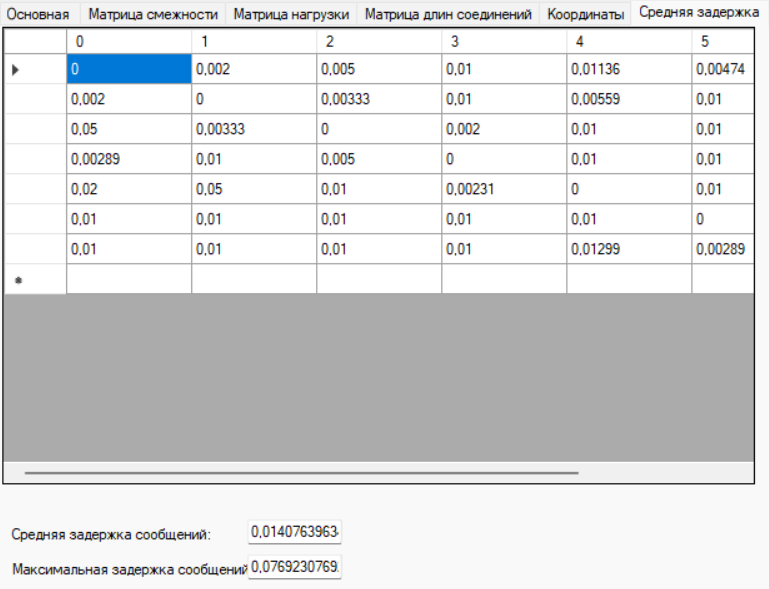 Основная Матрица смежности Матрица нагрузки Матрица длин соединений Координаты Средняя задержка
0 1 2 3 4 5
0 0,002 0,005 0,01 0,01136 0,00474
0,002 0 0,00333 0,01 0,00559 0,01
0,05 0,00333 0 0,002 0,01 0,01
0,00289 0,01 0,005 0 0,01 0,01
0,02 0,05 0,01 0,00231 0 0,01
0,01 0,01 0,01 0,01 0,01 0
0,01 0,01 0,01 0,01 0,01299 0,00289
Средняя задержка сообщений: 0,0140763963
Максимальная задержка сообщений 0,0769230769